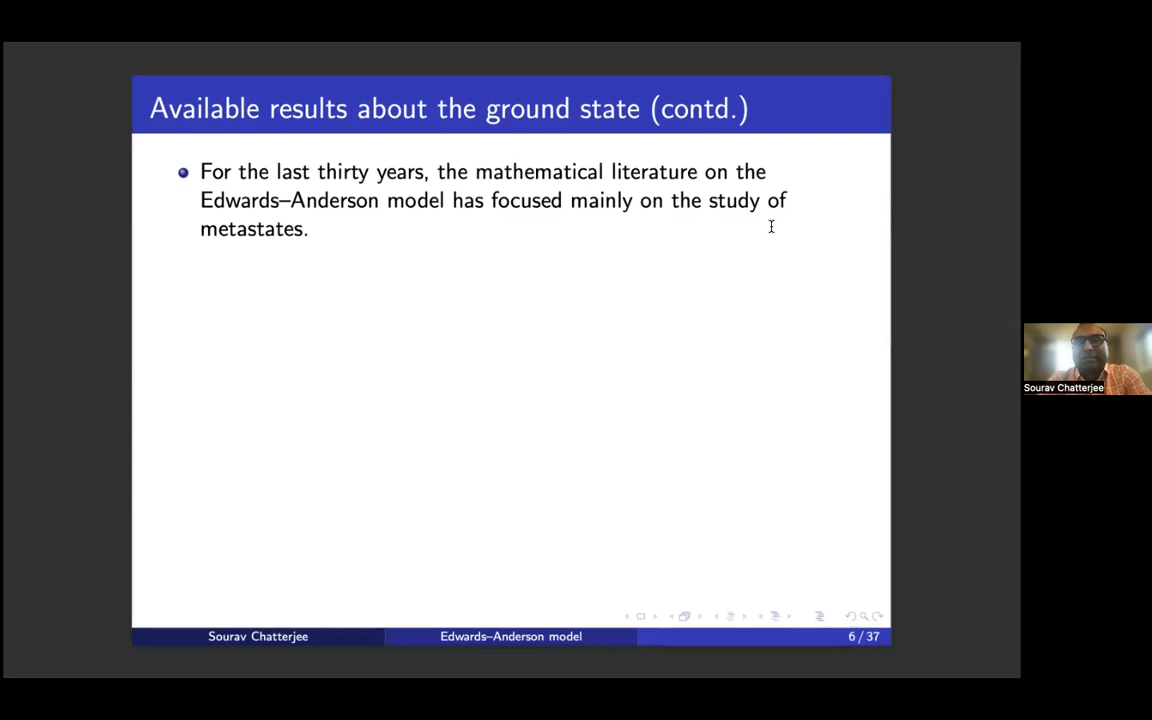 Available results about the ground state (contd.)
For the last thirty years, the mathematical literature on the
Edwards–Anderson model has focused mainly on the study of
metastates.
Sourav Chatterjee
Sourav Chatterjee
Edwards–Anderson model
6 / 37